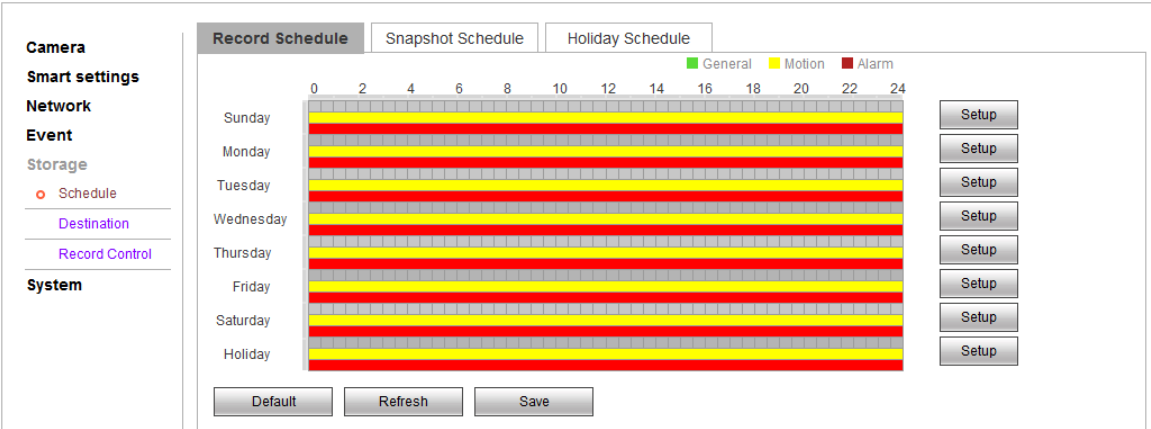 Camera
Smart settings
Network
Event
Storage
Schedule
Destination
Record Control
System
Record Schedule Snapshot Schedule Holiday Schedule
General Motion Alarm
0 2 4 6 8 10 12 14 16 18 20 22 24
Sunday Setup
Monday Setup
Tuesday Setup
Wednesday Setup
Thursday Setup
Friday Setup
Saturday Setup
Holiday Setup
Default Refresh Save